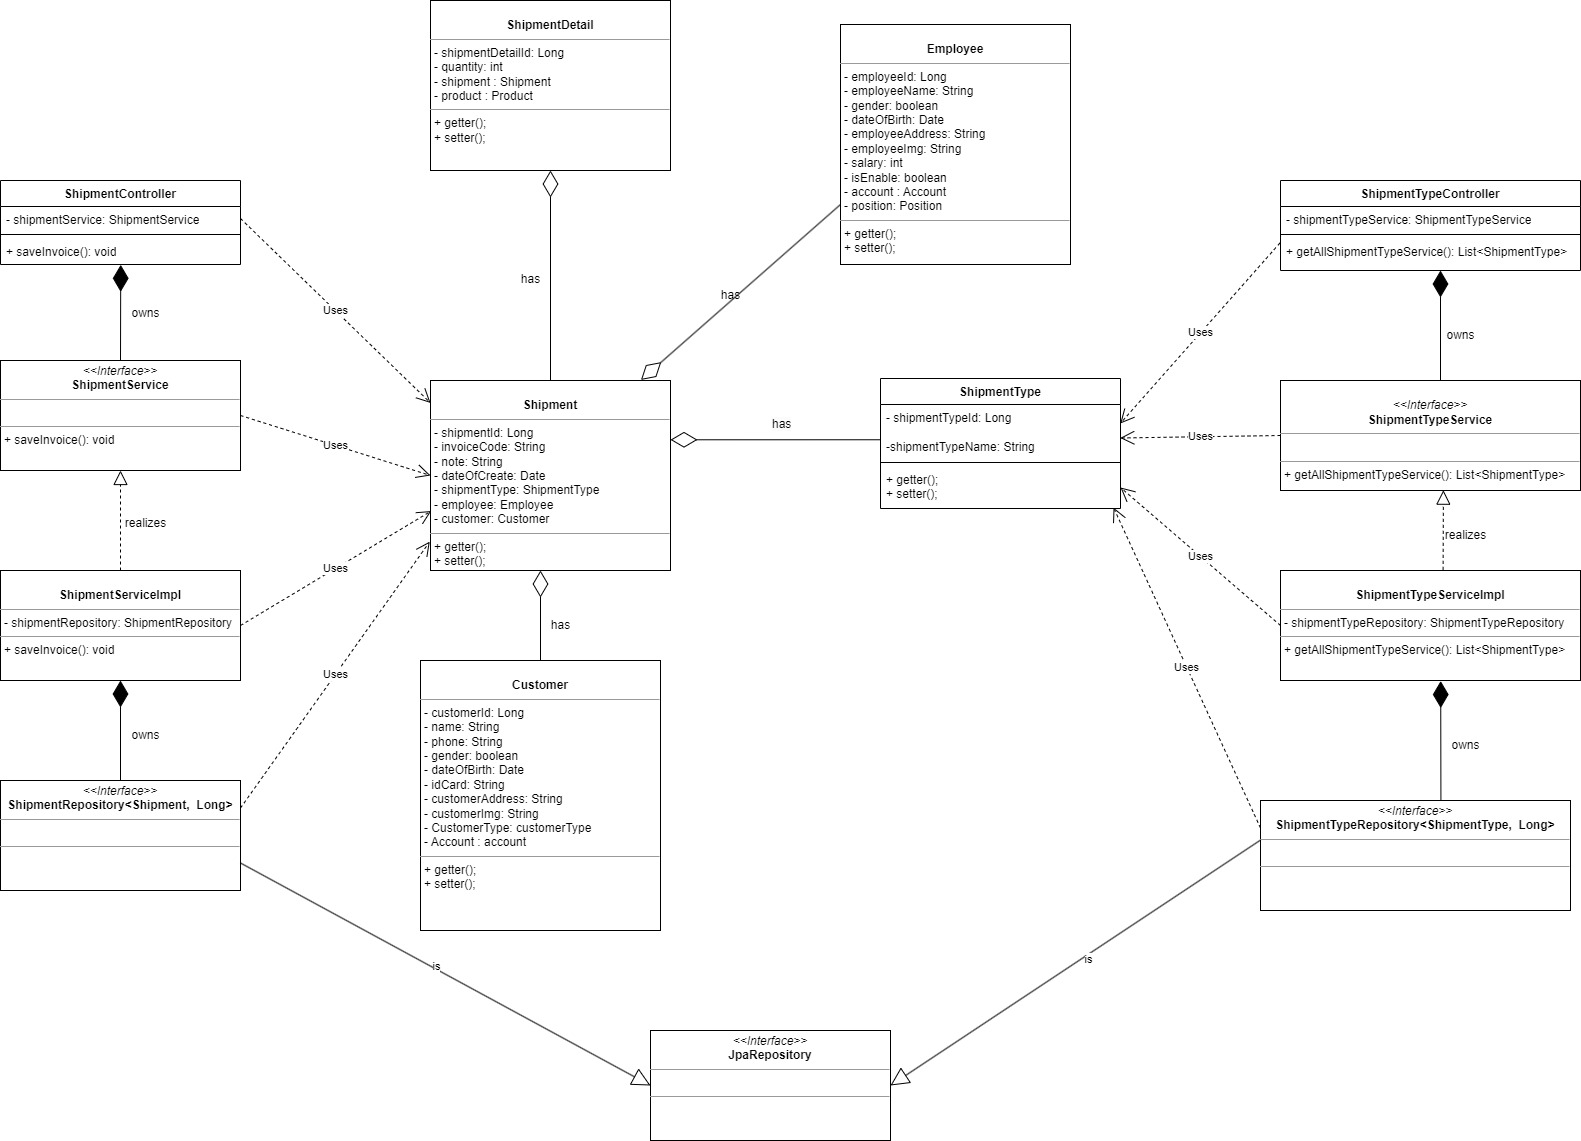 ShipmentDetail
- shipmentDetailId: Long
- quantity: int
- shipment : Shipment
- product : Product
+ getter();
+ setter();
Employee
- employeeId: Long
- employeeName: String
- gender: boolean
- dateOfBirth: Date
- employeeAddress: String
- employeeImg: String
- salary: int
- isEnable: boolean
- account : Account
- position: Position
+ getter();
+ setter();
ShipmentController
- shipmentService: ShipmentService
+ saveInvoice(): void
ShipmentTypeController
- shipmentTypeService: ShipmentTypeService
+ getAllShipmentTypeService(): List<ShipmentType>
has
has
owns
Uses
Uses
owns
<<Interface>>
ShipmentService
+ saveInvoice(): void
Uses
Shipment
- shipmentId: Long
- invoiceCode: String
- note: String
- dateOfCreate: Date
- shipmentType: ShipmentType
- employee: Employee
- customer: Customer
+ getter();
+ setter();
has
ShipmentType
- shipmentTypeId: Long
-shipmentTypeName: String
+ getter();
+ setter();
Uses
<<Interface>>
ShipmentTypeService
+ getAllShipmentTypeService(): List<ShipmentType>
realizes
realizes
Uses
Uses
ShipmentServiceImpl
- shipmentRepository: ShipmentRepository
+ saveInvoice(): void
has
ShipmentTypeServiceImpl
- shipmentTypeRepository: ShipmentTypeRepository
+ getAllShipmentTypeService(): List<ShipmentType>
Uses
Uses
owns
owns
Customer
- customerId: Long
- name: String
- phone: String
- gender: boolean
- dateOfBirth: Date
- idCard: String
- customerAddress: String
- customerImg: String
- CustomerType: customerType
- Account : account
+ getter();
+ setter();
<<Interface>>
ShipmentRepository<Shipment, Long>
<<Interface>>
ShipmentTypeRepository<ShipmentType, Long>
is
is
<<Interface>>
JpaRepository